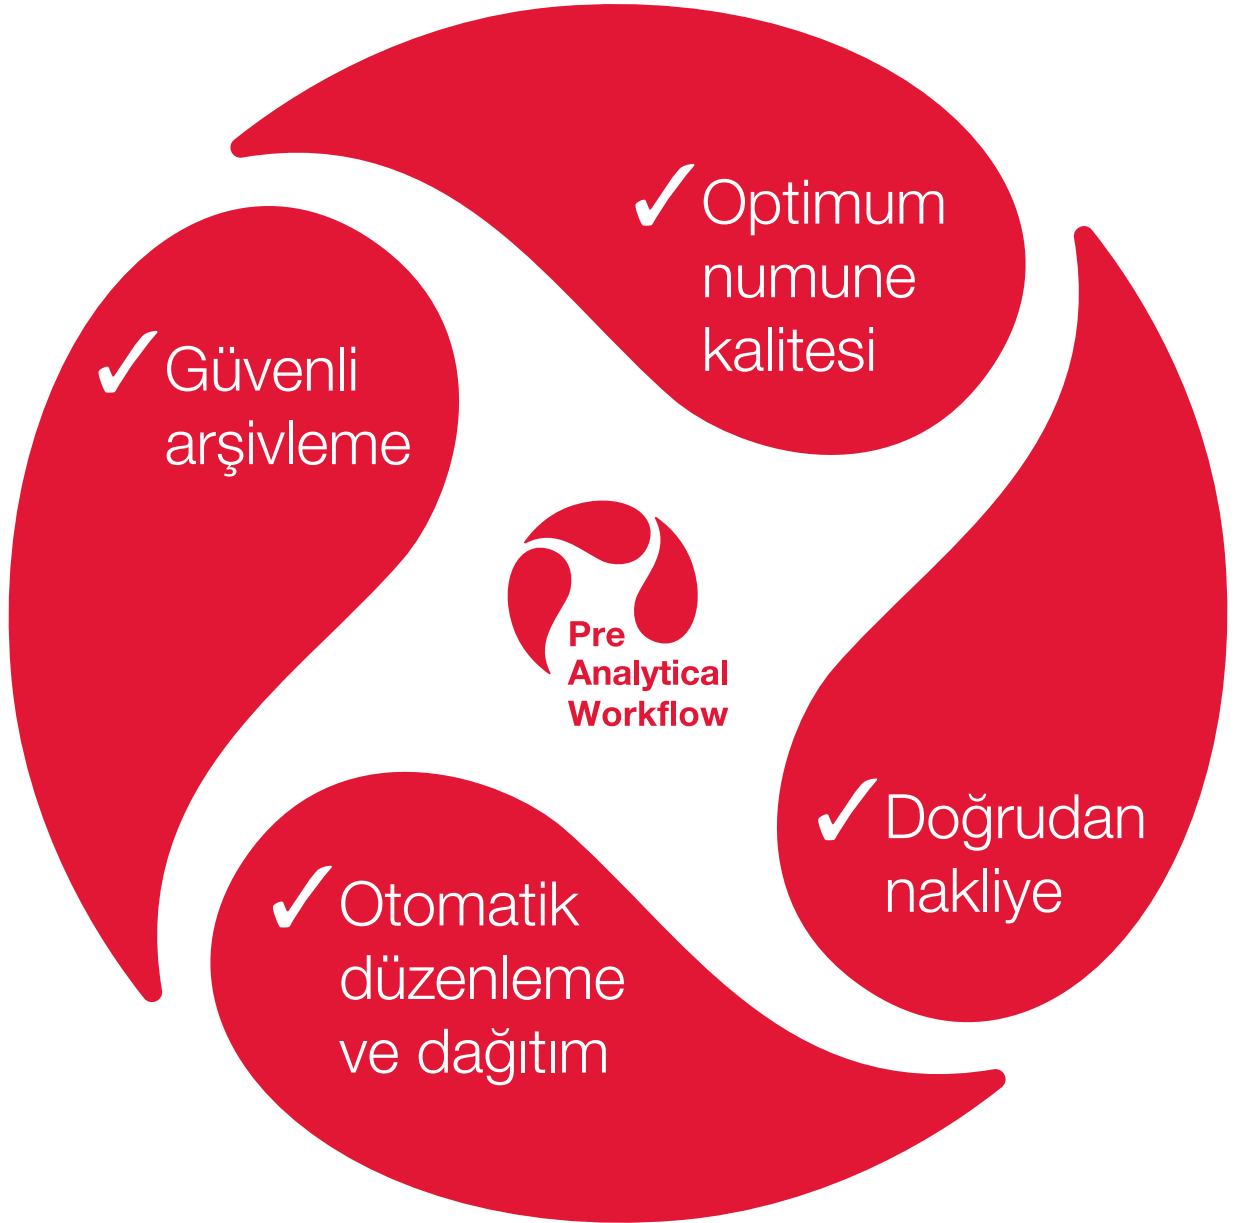 ✓Optimum
numune
kalitesi
✓Güvenli
arşivleme
Pre
Analytical
Workflow
✓Doğrudan
nakliye
✓Otomatik
düzenleme
ve dağıtım